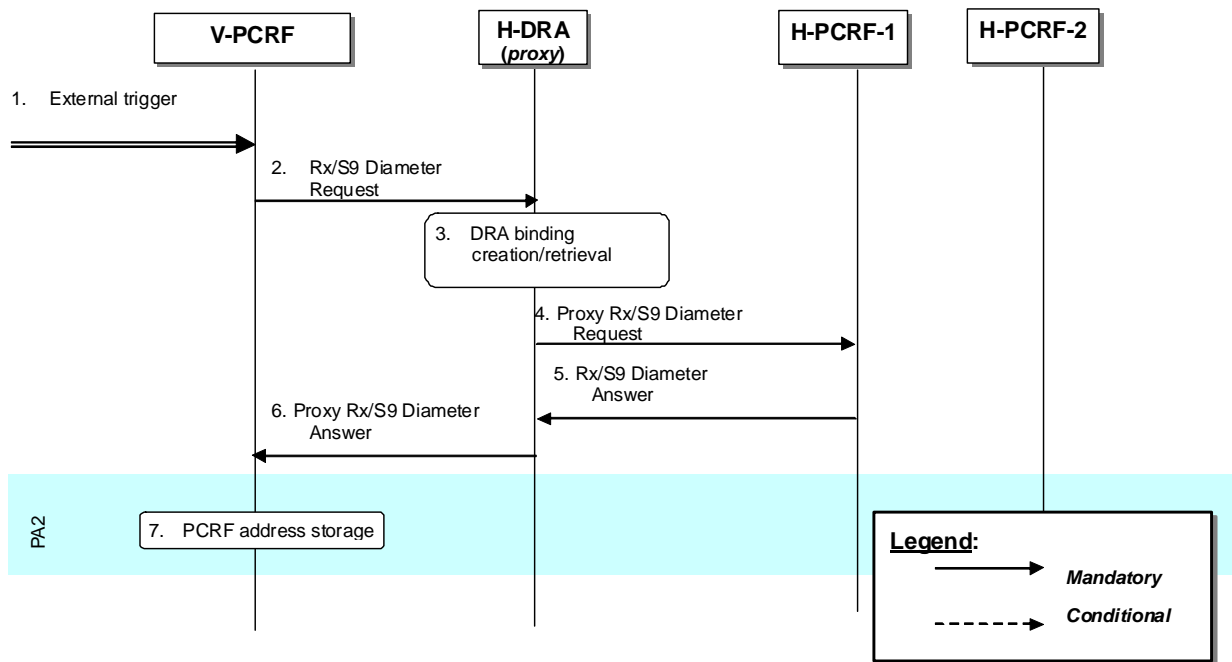 V-PCRF
H-DRA
(proxy)
H-PCRF-1
H-PCRF-2
1. External trigger
2. Rx/S9 Diameter
Request
3. DRA binding
creation/retrieval
4. Proxy Rx/S9 Diameter
Request
5. Rx/S9 Diameter
Answer
6. Proxy Rx/S9 Diameter
Answer
PA2
7. PCRF address storage
Legend:
Mandatory
Conditional